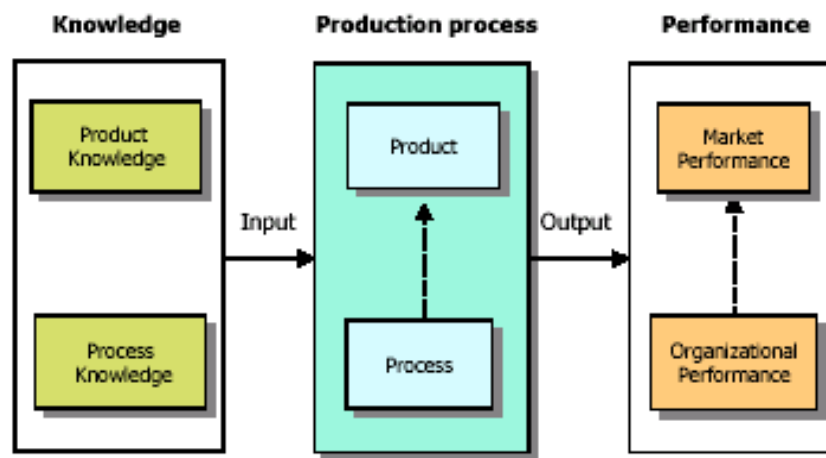 Knowledge
Production process
Performance
Product
Knowledge
Product
Market
Performance
Input
Output
Process
Knowledge
Process
Organizational
Performance